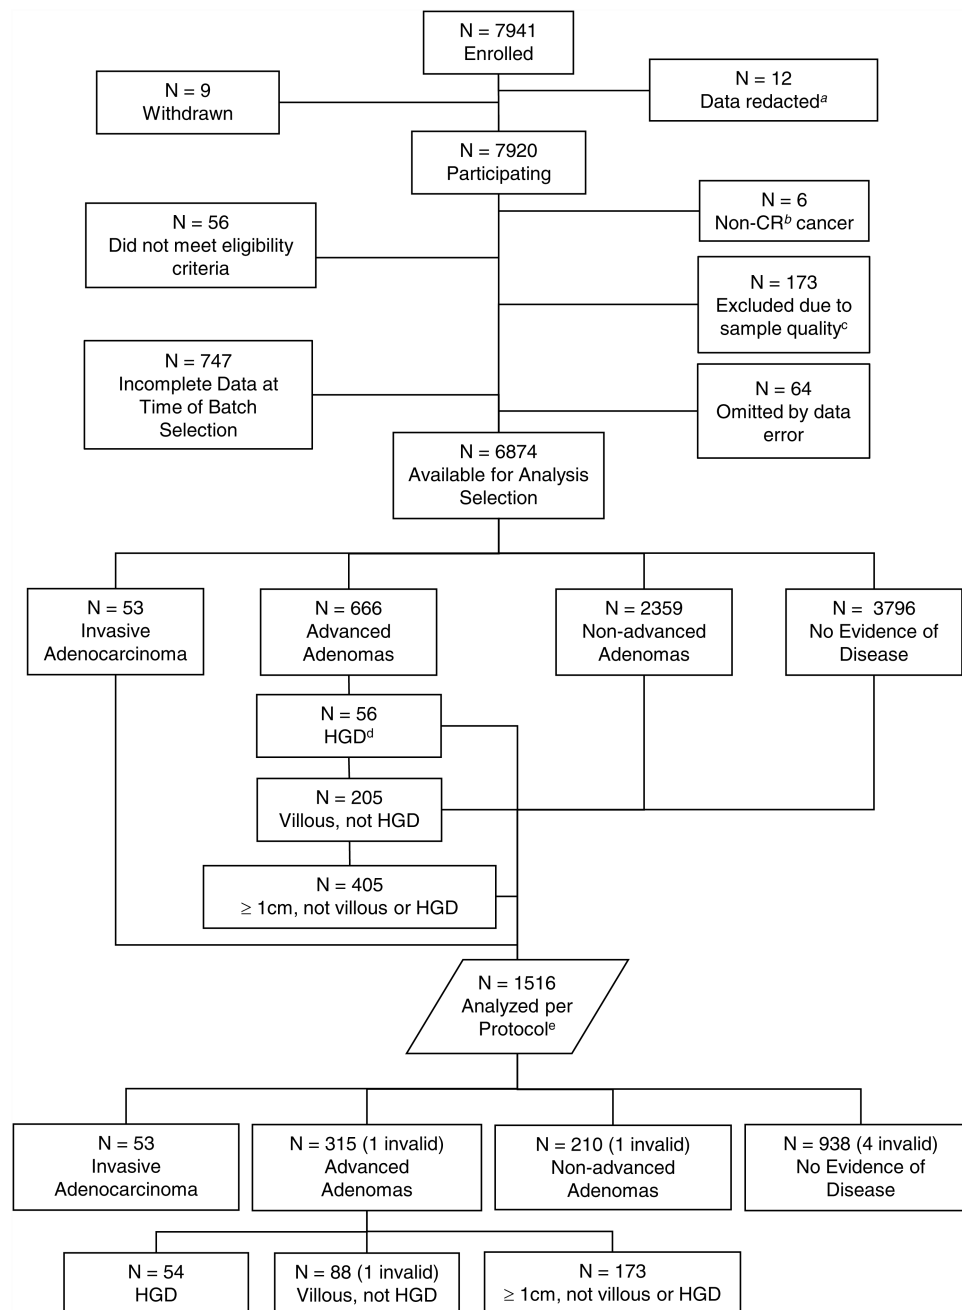 N = 7941
Enrolled
N = 9
Withdrawn
N = 12
Data redactedᵃ
N = 7920
Participating
N = 6
Non-CRᵇ cancer
N = 56
Did not meet eligibility
criteria
N = 173
Excluded due to
sample qualityᶜ
N = 747
Incomplete Data at
Time of Batch
Selection
N = 64
Omitted by data
error
N = 6874
Available for Analysis
Selection
N = 53
Invasive
Adenocarcinoma
N = 666
Advanced
Adenomas
N = 2359
Non-advanced
Adenomas
N = 3796
No Evidence of
Disease
N = 56
HGDᵈ
N = 205
Villous, not HGD
N = 405
≥ 1cm, not villous or HGD
N = 1516
Analyzed per
Protocolᵉ
N = 53
Invasive
Adenocarcinoma
N = 315 (1 invalid)
Advanced
Adenomas
N = 210 (1 invalid)
Non-advanced
Adenomas
N = 938 (4 invalid)
No Evidence of
Disease
N = 54
HGD
N = 88 (1 invalid)
Villous, not HGD
N = 173
≥ 1cm, not villous or HGD